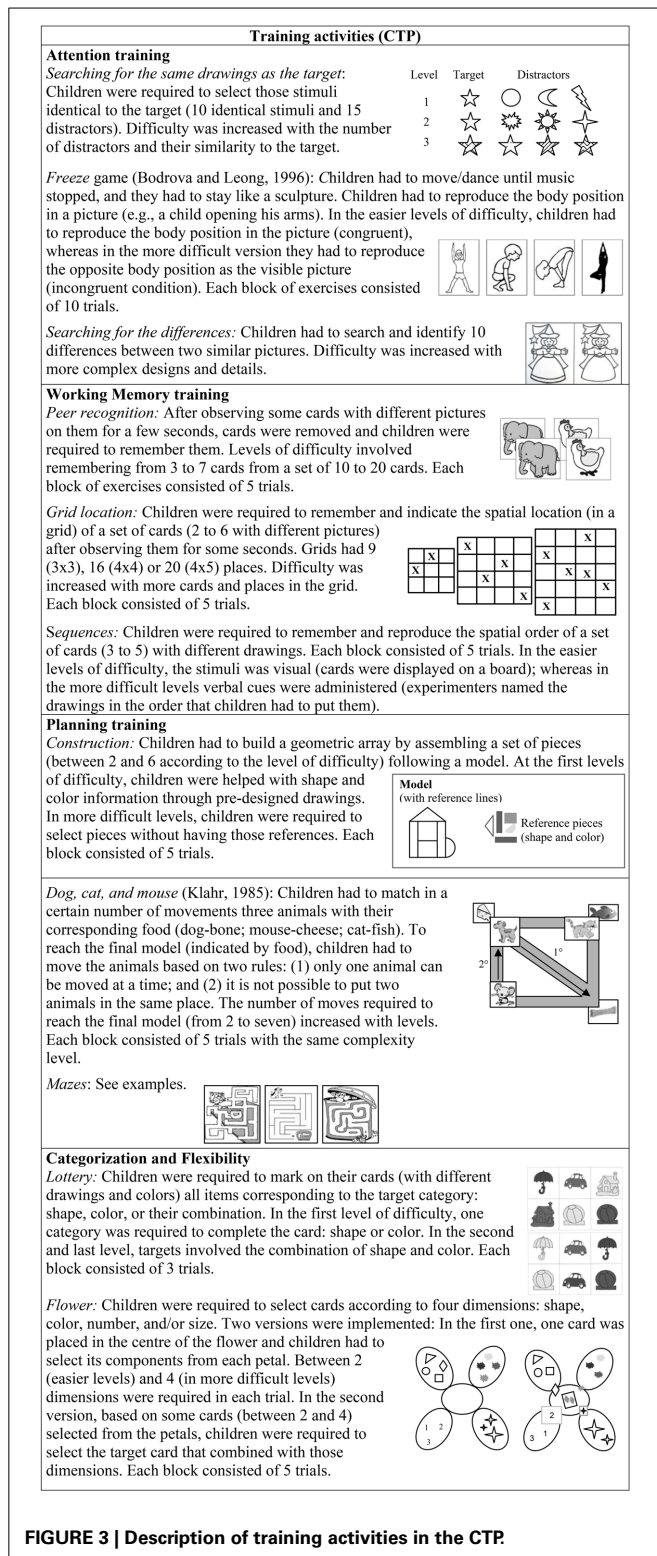 Training activities (CTP)
Attention training
Searching for the same drawings as the target:
Children were required to select those stimuli
identical to the target (10 identical stimuli and 15
distractors). Difficulty was increased with the number
of distractors and their similarity to the target.
Level Target Distractors
1
2
3
Freeze game (Bodrova and Leong, 1996): Children had to move/dance until music
stopped, and they had to stay like a sculpture. Children had to reproduce the body position
in a picture (e.g., a child opening his arms). In the easier levels of difficulty, children had
to reproduce the body position in the picture (congruent),
whereas in the more difficult version they had to reproduce
the opposite body position as the visible picture
(incongruent condition). Each block of exercises consisted
of 10 trials.
Searching for the differences: Children had to search and identify 10
differences between two similar pictures. Difficulty was increased with
more complex designs and details.
Working Memory training
Peer recognition: After observing some cards with different pictures
on them for a few seconds, cards were removed and children were
required to remember them. Levels of difficulty involved
remembering from 3 to 7 cards from a set of 10 to 20 cards. Each
block of exercises consisted of 5 trials.
Grid location: Children were required to remember and indicate the spatial location (in a
grid) of a set of cards (2 to 6 with different pictures)
after observing them for some seconds. Grids had 9
(3x3), 16 (4x4) or 20 (4x5) places. Difficulty was
increased with more cards and places in the grid.
Each block consisted of 5 trials.
X
X
X
X
X
X
X
X
X X
X
X
Sequences: Children were required to remember and reproduce the spatial order of a set
of cards (3 to 5) with different drawings. Each block consisted of 5 trials. In the easier
levels of difficulty, the stimuli was visual (cards were displayed on a board); whereas in
the more difficult levels verbal cues were administered (experimenters named the
drawings in the order that children had to put them).
Planning training
Construction: Children had to build a geometric array by assembling a set of pieces
(between 2 and 6 according to the level of difficulty) following a model. At the first levels
of difficulty, children were helped with shape and
color information through pre-designed drawings.
In more difficult levels, children were required to
select pieces without having those references. Each
block consisted of 5 trials.
Model
(with reference lines)
Reference pieces
(shape and color)
Dog, cat, and mouse (Klahr, 1985): Children had to match in a
certain number of movements three animals with their
corresponding food (dog-bone; mouse-cheese; cat-fish). To
reach the final model (indicated by food), children had to
move the animals based on two rules: (1) only one animal can
be moved at a time; and (2) it is not possible to put two
animals in the same place. The number of moves required to
reach the final model (from 2 to seven) increased with levels.
Each block consisted of 5 trials with the same complexity
level.
1°
2°
Mazes: See examples.
Categorization and Flexibility
Lottery: Children were required to mark on their cards (with different
drawings and colors) all items corresponding to the target category:
shape, color, or their combination. In the first level of difficulty, one
category was required to complete the card: shape or color. In the second
and last level, targets involved the combination of shape and color. Each
block consisted of 3 trials.
Flower: Children were required to select cards according to four dimensions: shape,
color, number, and/or size. Two versions were implemented: In the first one, one card was
placed in the centre of the flower and children had to
select its components from each petal. Between 2
(easier levels) and 4 (in more difficult levels)
dimensions were required in each trial. In the second
version, based on some cards (between 2 and 4)
selected from the petals, children were required to
select the target card that combined with those
dimensions. Each block consisted of 5 trials.
1 2
3
2
3 1
FIGURE 3 | Description of training activities in the CTP.